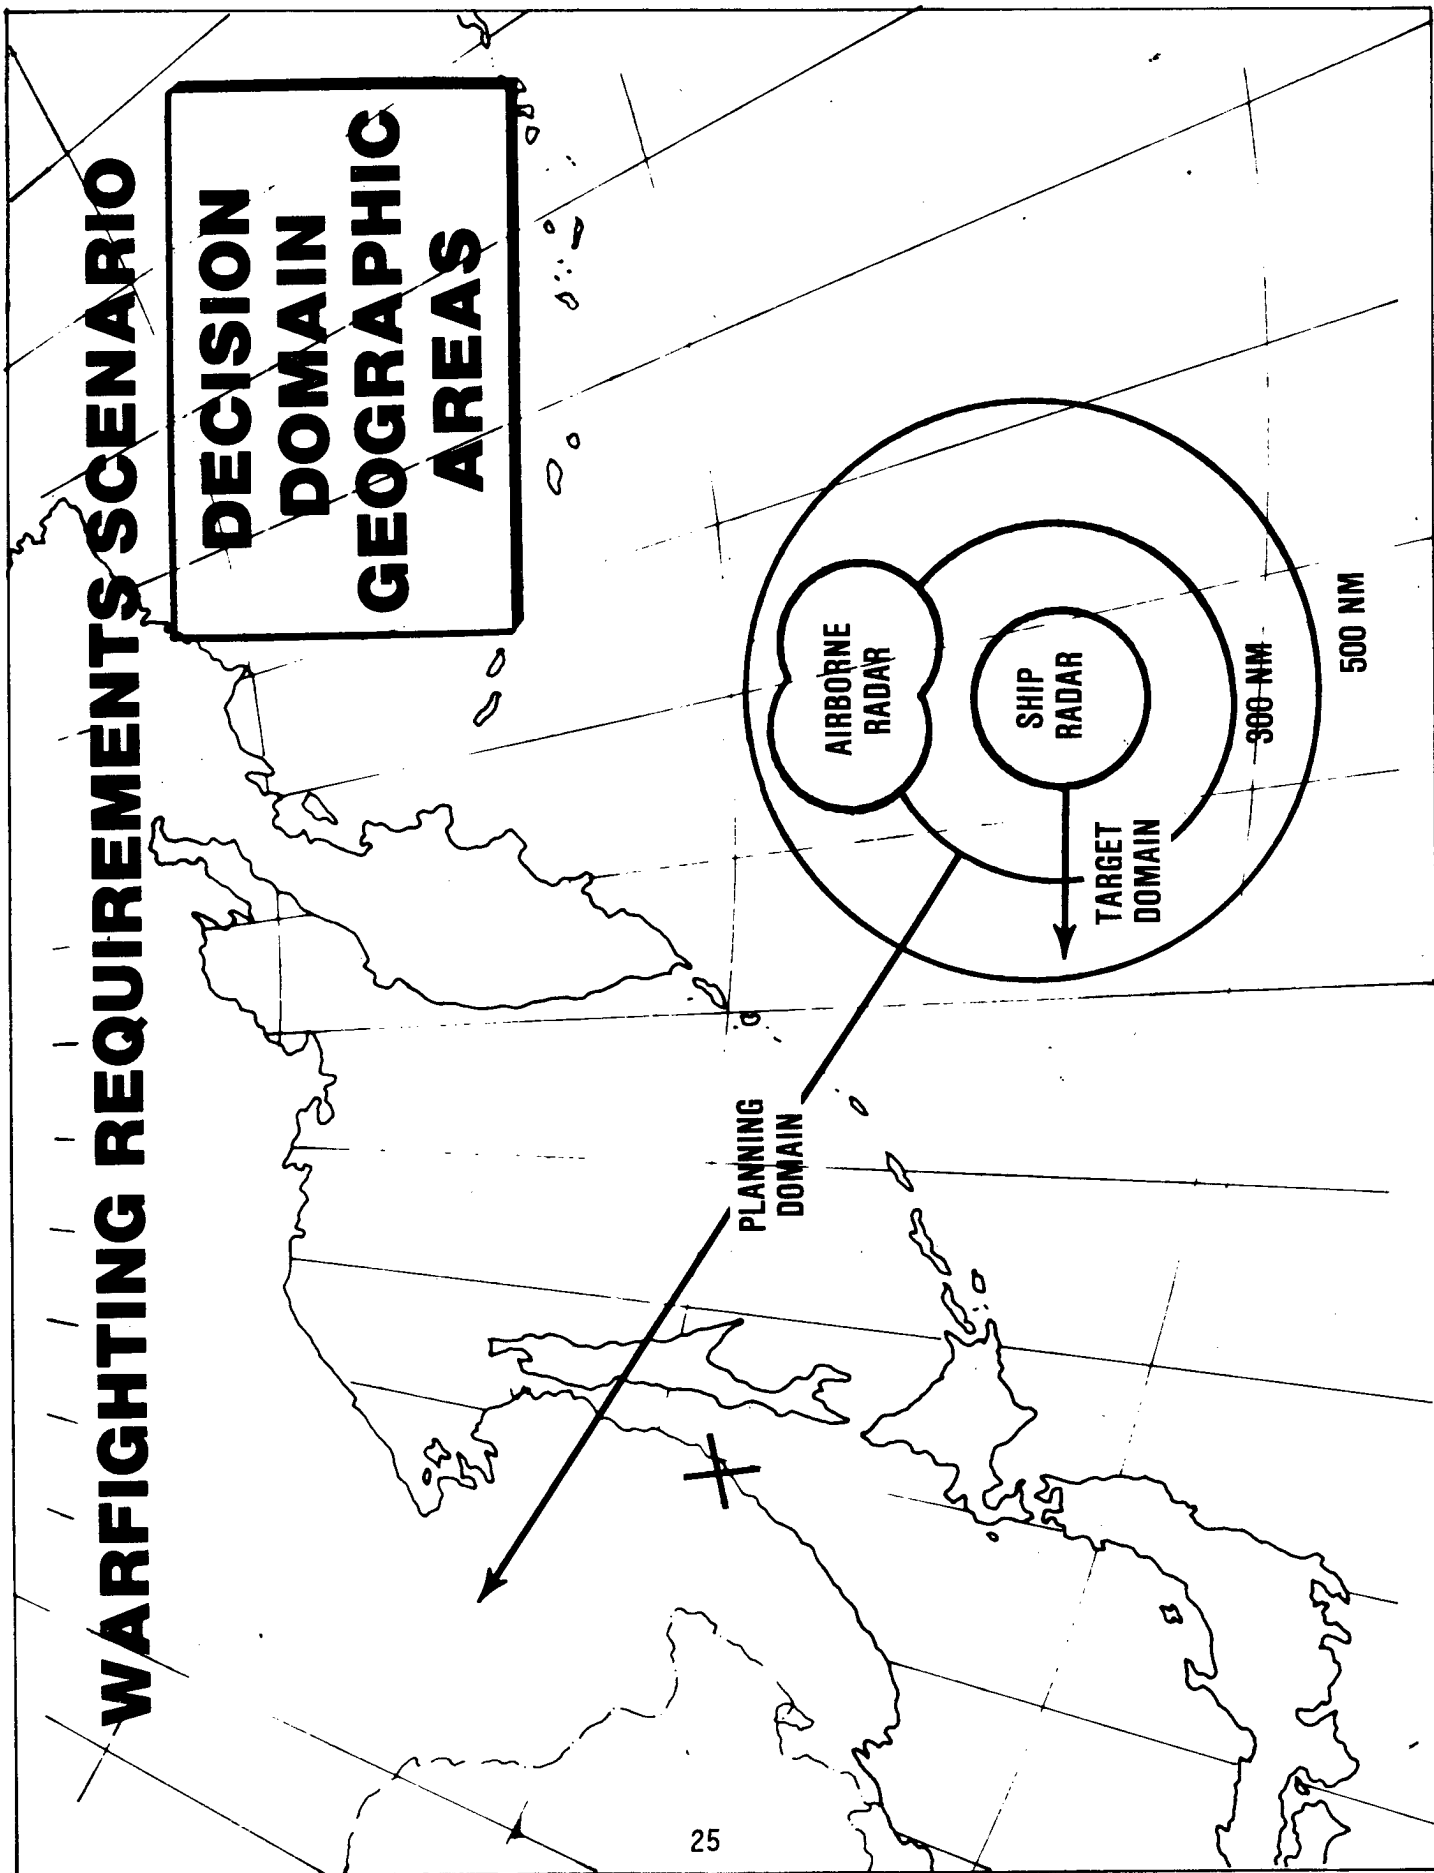 WARFIGHTING REQUIREMENTS SCENARIO
DECISION
DOMAIN
GEOGRAPHIC
AREAS
PLANNING
DOMAIN
AIRBORNE
RADAR
SHIP
RADAR
TARGET
DOMAIN
300 NM
500 NM
25